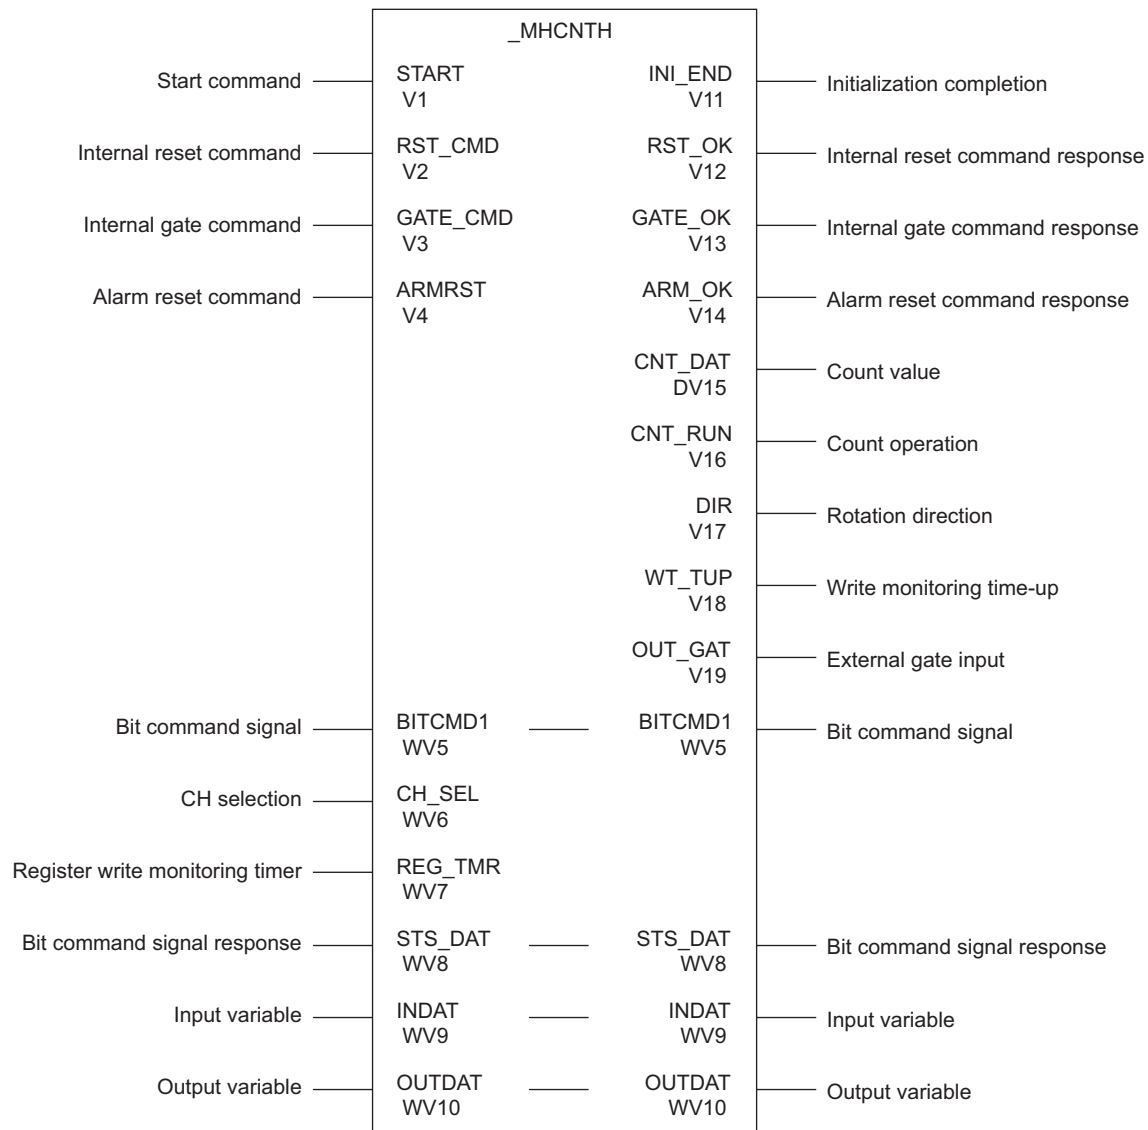 _MHCNTH
Start command START INI_END Initialization completion
V1 V11
Internal reset command RST_CMD RST_OK Internal reset command response
V2 V12
Internal gate command GATE_CMD GATE_OK Internal gate command response
V3 V13
Alarm reset command ARMRST ARM_OK Alarm reset command response
V4 V14
CNT_DAT Count value
DV15
CNT_RUN Count operation
V16
DIR Rotation direction
V17
WT_TUP Write monitoring time-up
V18
OUT_GAT External gate input
V19
Bit command signal BITCMD1 BITCMD1 Bit command signal
WV5 WV5
CH selection CH_SEL
WV6
Register write monitoring timer REG_TMR
WV7
Bit command signal response STS_DAT STS_DAT Bit command signal response
WV8 WV8
Input variable INDAT INDAT Input variable
WV9 WV9
Output variable OUTDAT OUTDAT Output variable
WV10 WV10